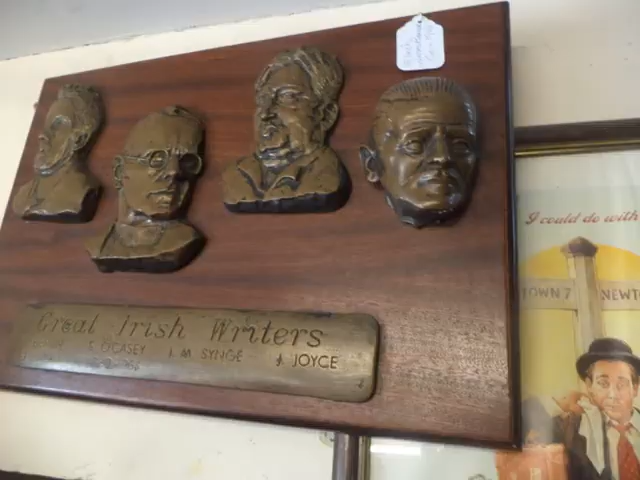 Great Irish Writers
S. O'CASEY J. M. SYNGE J. JOYCE
I could do with
TOWN 7
NEWT